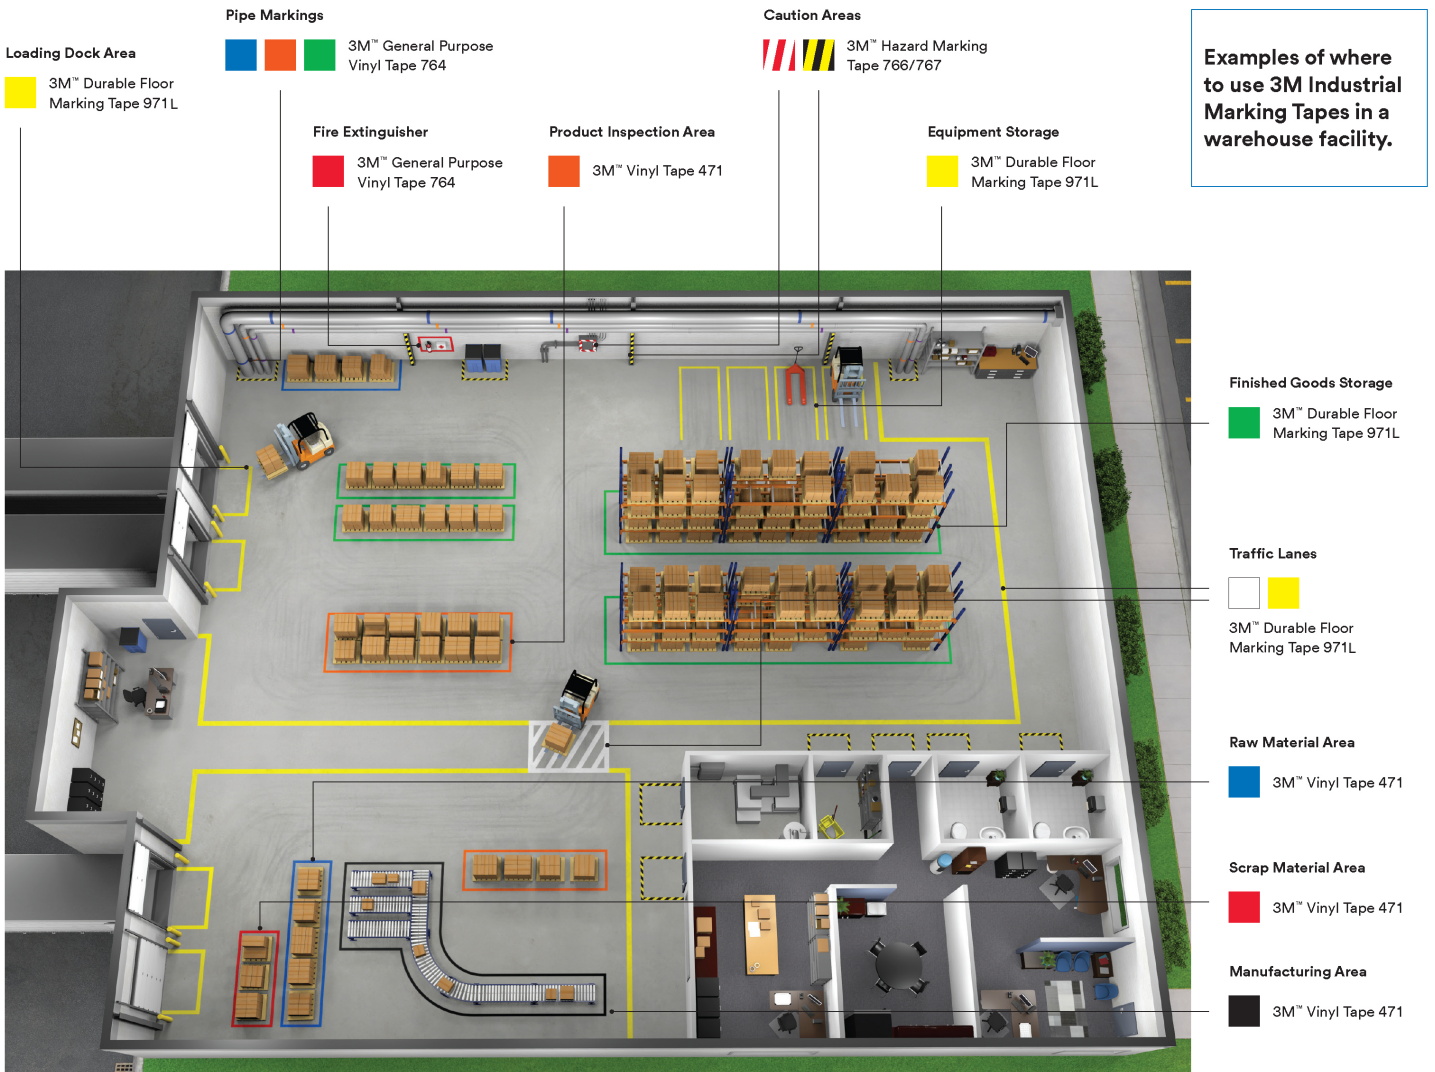 Loading Dock Area
3M™ Durable Floor
Marking Tape 971L
Pipe Markings
3M™ General Purpose
Vinyl Tape 764
Caution Areas
3M™ Hazard Marking
Tape 766/767
Fire Extinguisher
3M™ General Purpose
Vinyl Tape 764
Product Inspection Area
3M™ Vinyl Tape 471
Equipment Storage
3M™ Durable Floor
Marking Tape 971L
Examples of where
to use 3M Industrial
Marking Tapes in a
warehouse facility.
Finished Goods Storage
3M™ Durable Floor
Marking Tape 971L
Traffic Lanes
3M™ Durable Floor
Marking Tape 971L
Raw Material Area
3M™ Vinyl Tape 471
Scrap Material Area
3M™ Vinyl Tape 471
Manufacturing Area
3M™ Vinyl Tape 471